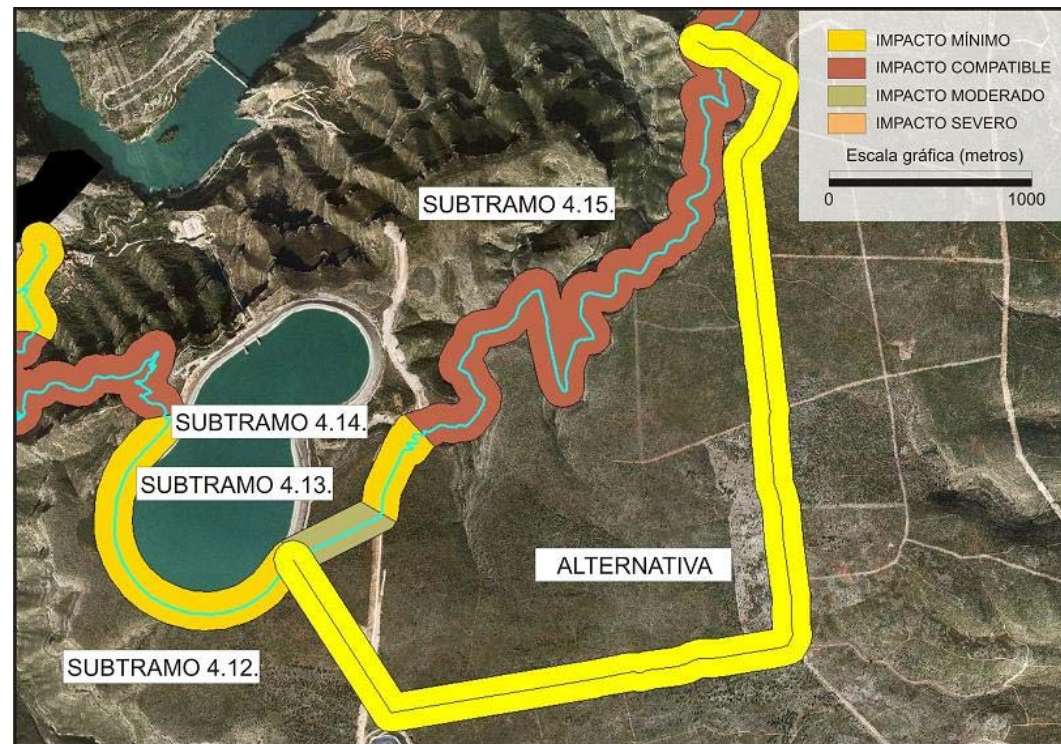 IMPACTO MÍNIMO
IMPACTO COMPATIBLE
IMPACTO MODERADO
IMPACTO SEVERO
Escala gráfica (metros)
0 1000
SUBTRAMO 4.15.
SUBTRAMO 4.14.
SUBTRAMO 4.13.
ALTERNATIVA
SUBTRAMO 4.12.